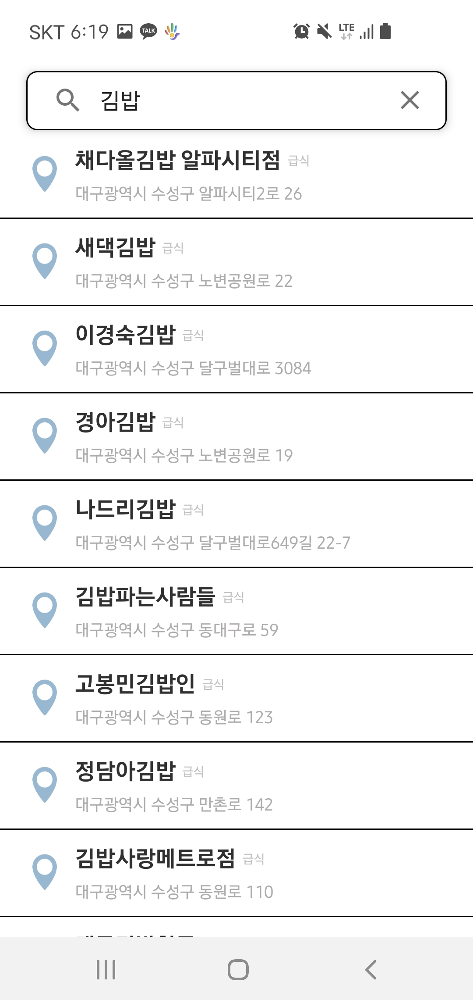 SKT 6:19 TALK LTE
김밥
채다올김밥 알파시티점 급식
대구광역시 수성구 알파시티2로 26
새댁김밥 급식
대구광역시 수성구 노변공원로 22
이경숙김밥 급식
대구광역시 수성구 달구벌대로 3084
경아김밥 급식
대구광역시 수성구 노변공원로 19
나드리김밥 급식
대구광역시 수성구 달구벌대로649길 22-7
김밥파는사람들 급식
대구광역시 수성구 동대구로 59
고봉민김밥인 급식
대구광역시 수성구 동원로 123
정담아김밥 급식
대구광역시 수성구 만촌로 142
김밥사랑메트로점 급식
대구광역시 수성구 동원로 110